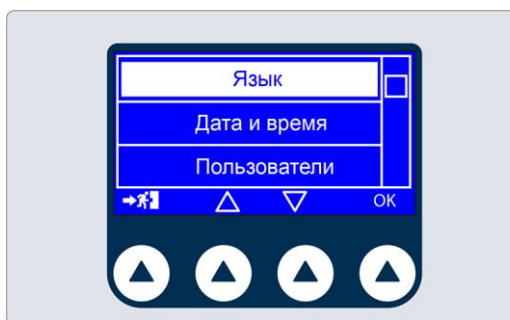 Язык
Дата и время
Пользователи
OK